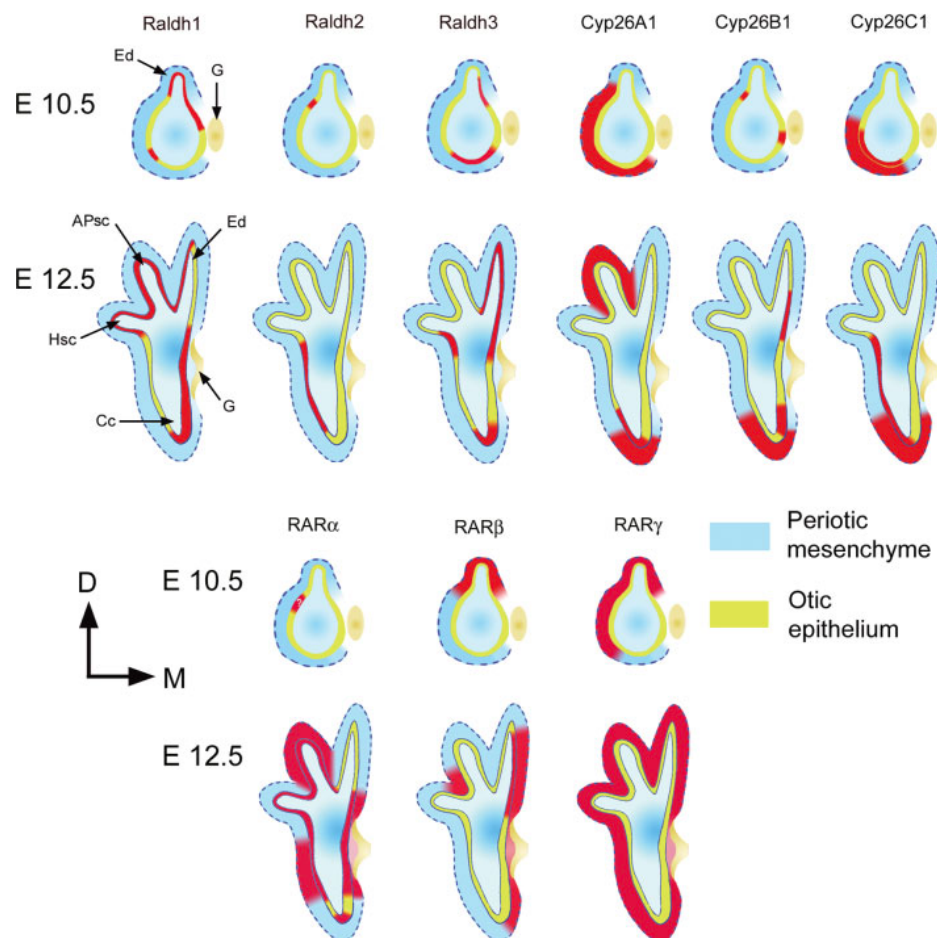 Raldh1 Raldh2 Raldh3 Cyp26A1 Cyp26B1 Cyp26C1
Ed G
E 10.5
APsc Ed
E 12.5
Hsc
G
Cc
RARα RARβ RARγ
Periotic
mesenchyme
E 10.5
D
?
Otic
epithelium
M
E 12.5